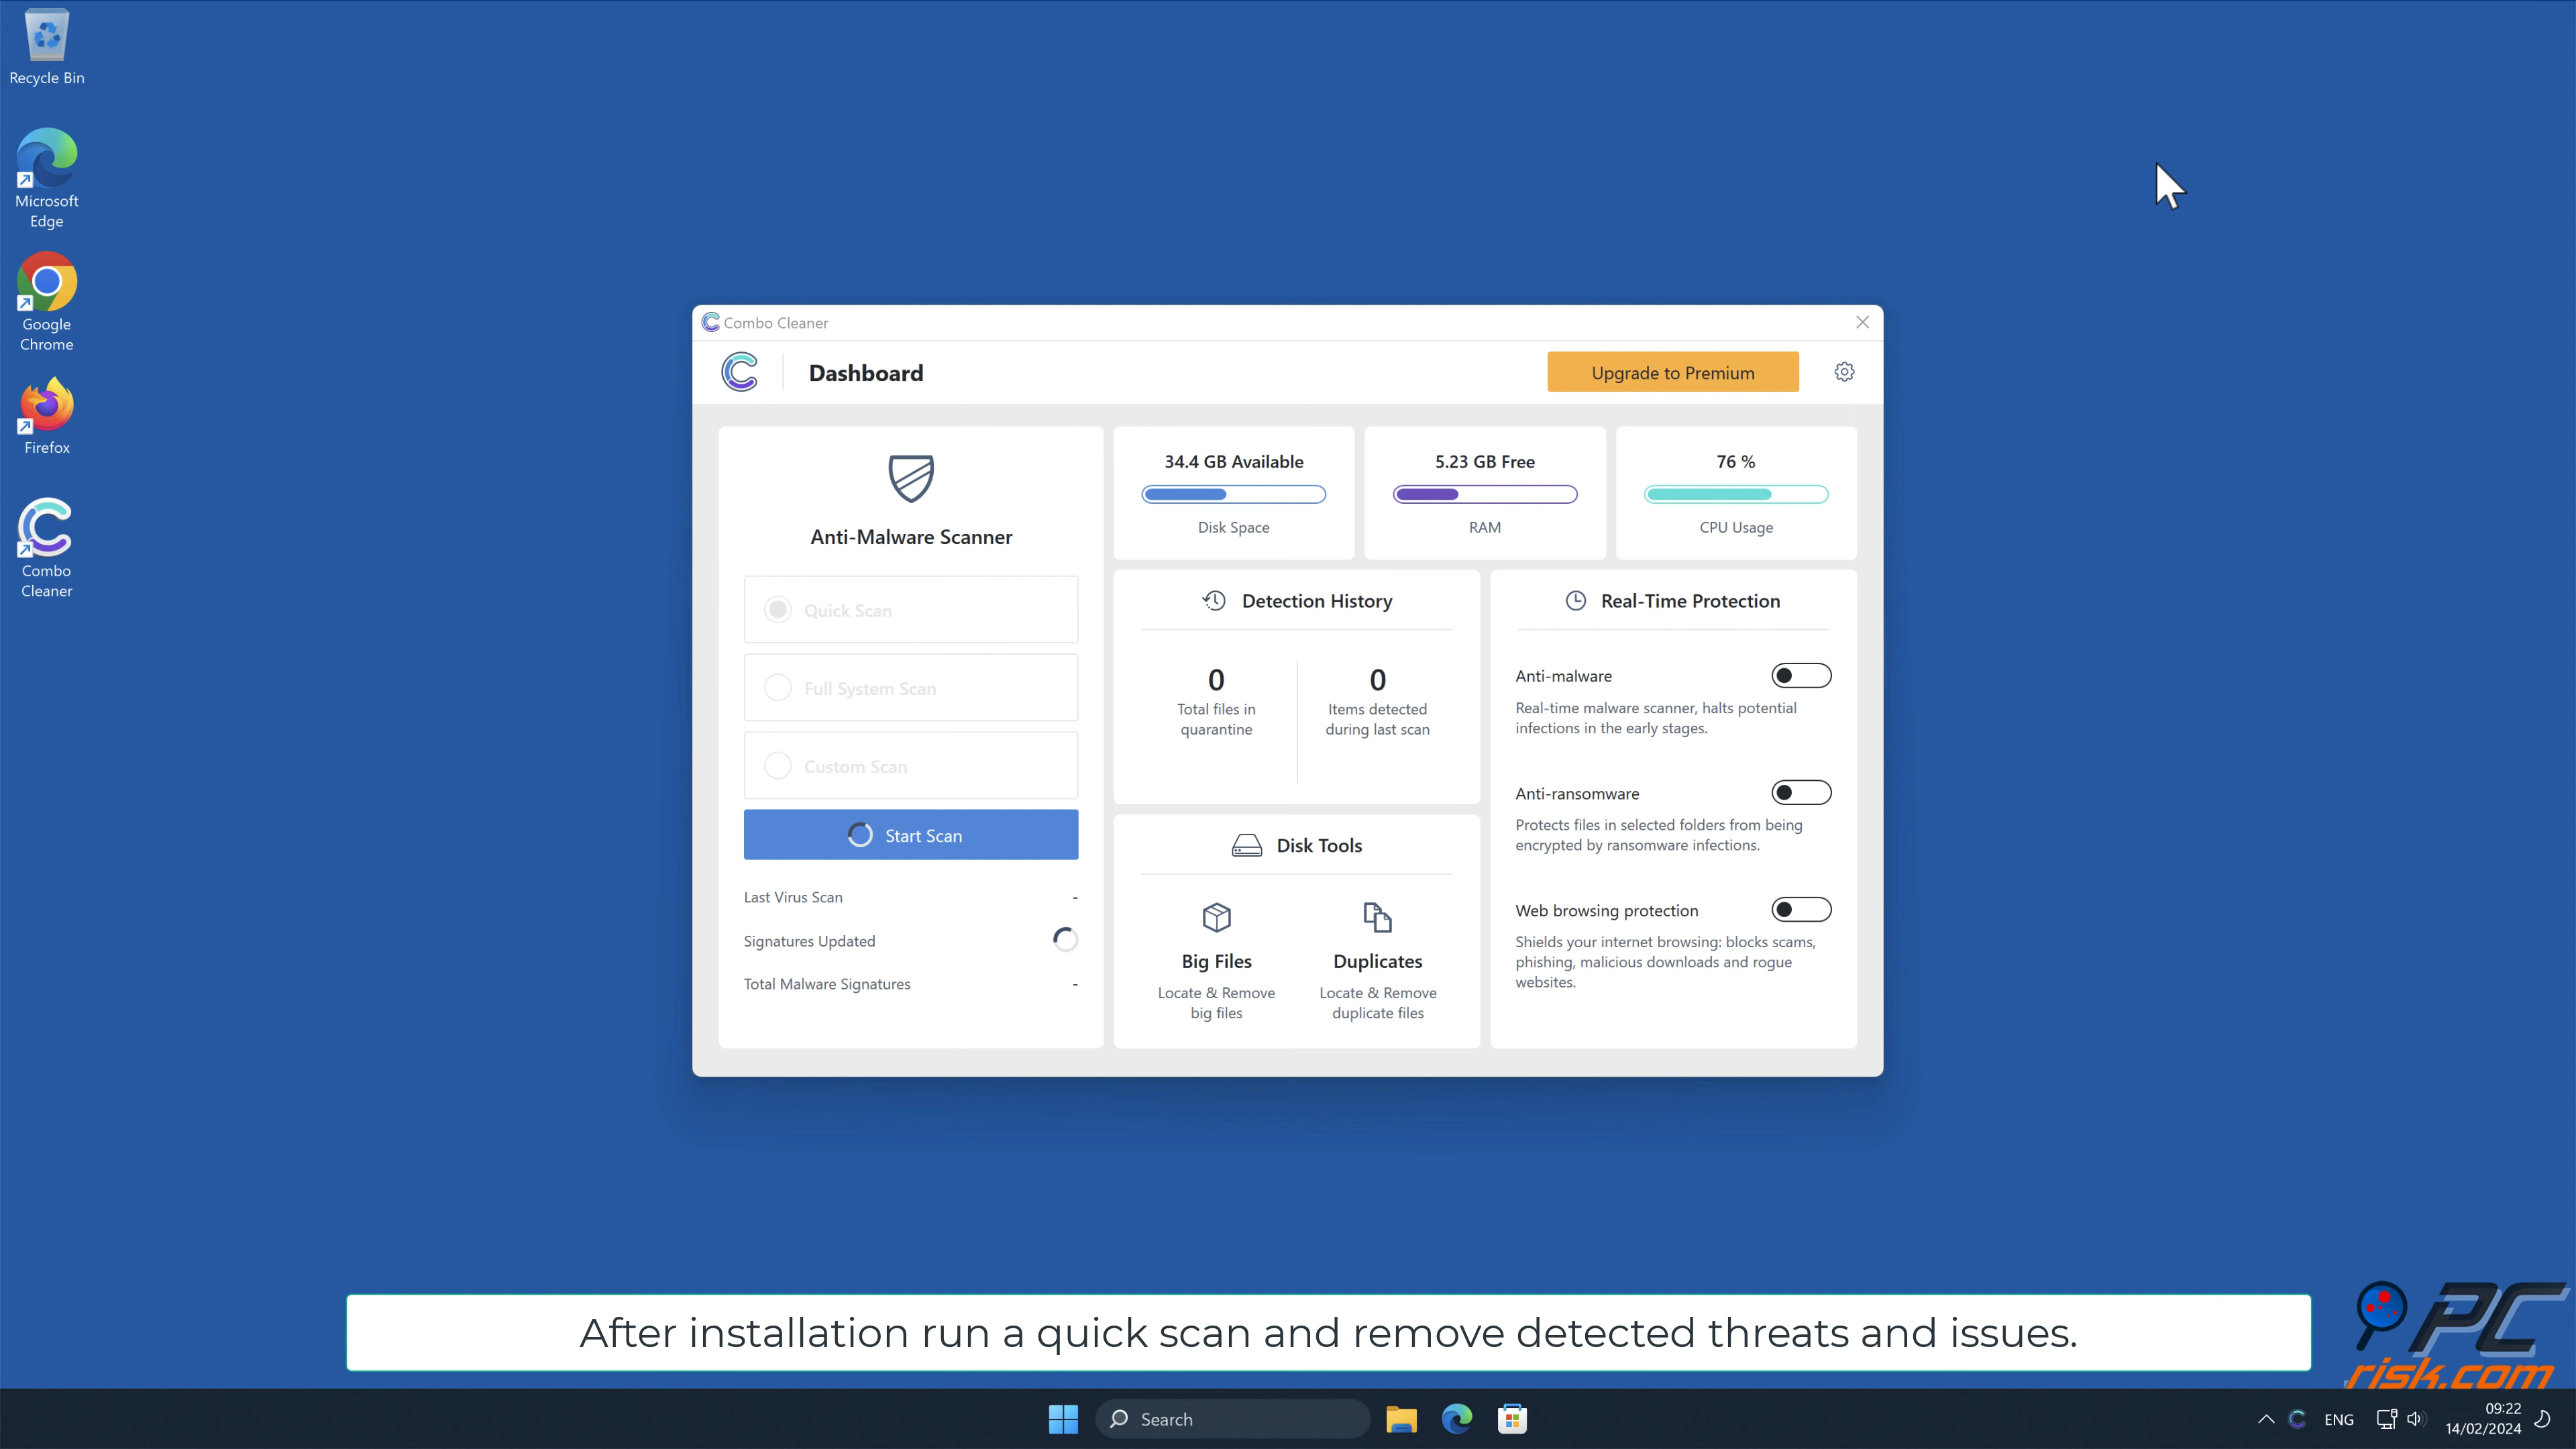 Recycle Bin
Microsoft
Edge
Google
Chrome
Firefox
Combo
Cleaner
Combo Cleaner
Dashboard
Upgrade to Premium
Anti-Malware Scanner
Quick Scan
Full System Scan
Custom Scan
Start Scan
Last Virus Scan -
Signatures Updated
Total Malware Signatures -
34.4 GB Available
Disk Space
5.23 GB Free
RAM
76 %
CPU Usage
Detection History
0
Total files in
quarantine
0
Items detected
during last scan
Disk Tools
Big Files
Locate & Remove
big files
Duplicates
Locate & Remove
duplicate files
Real-Time Protection
Anti-malware
Real-time malware scanner, halts potential
infections in the early stages.
Anti-ransomware
Protects files in selected folders from being
encrypted by ransomware infections.
Web browsing protection
Shields your internet browsing: blocks scams,
phishing, malicious downloads and rogue
websites.
After installation run a quick scan and remove detected threats and issues.
PC
risk.com
Search
ENG
09:22
14/02/2024